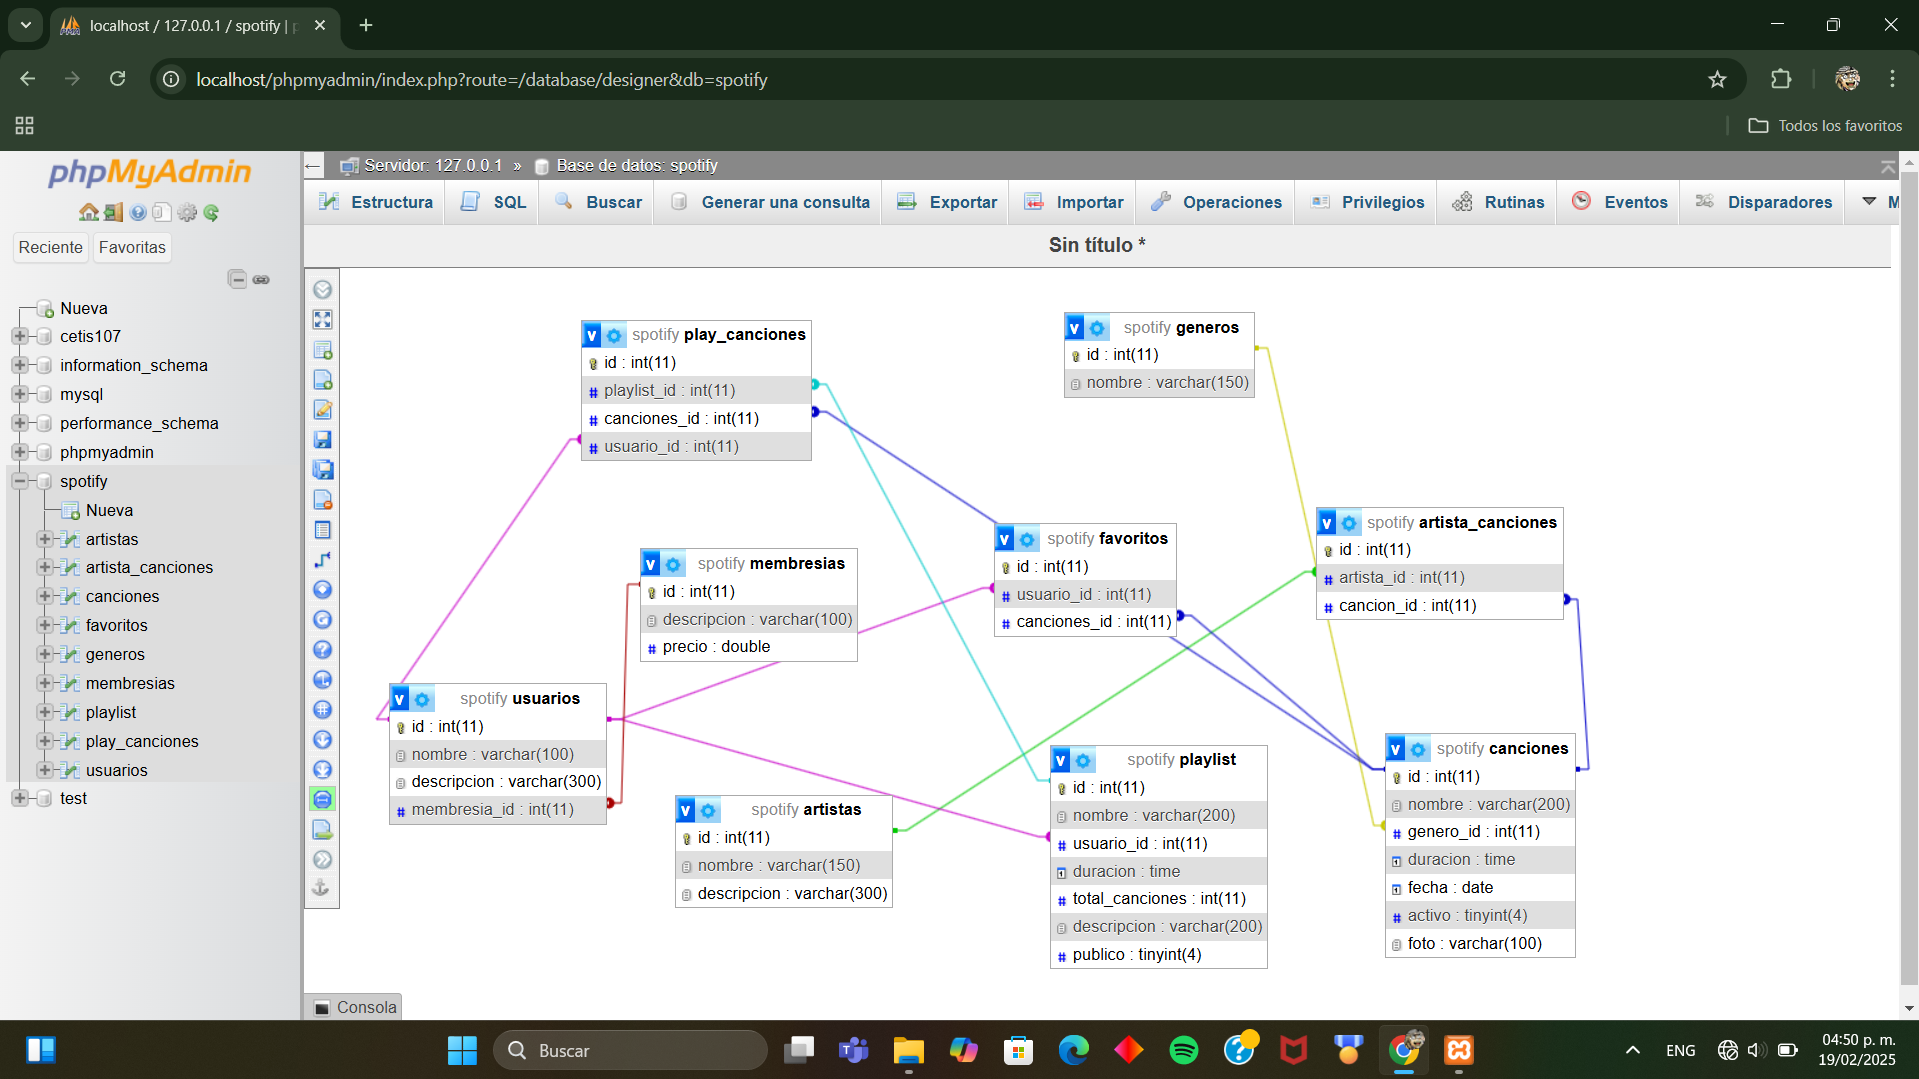 localhost / 127.0.0.1 / spotify |
localhost/phpmyadmin/index.php?route=/database/designer&db=spotify
Todos los favoritos
phpMyAdmin
Reciente
Favoritas
Nueva
cetis107
information_schema
mysql
performance_schema
phpmyadmin
spotify
Nueva
artistas
artista_canciones
canciones
favoritos
generos
membresias
playlist
play_canciones
usuarios
test
Servidor: 127.0.0.1 » Base de datos: spotify
Estructura SQL Buscar Generar una consulta Exportar Importar Operaciones Privilegios Rutinas Eventos Disparadores M
Sin título *
v spotify play_canciones
id : int(11)
# playlist_id : int(11)
# canciones_id : int(11)
# usuario_id : int(11)
v spotify generos
id : int(11)
nombre : varchar(150)
v spotify favoritos
id : int(11)
# usuario_id : int(11)
# canciones_id : int(11)
v spotify artista_canciones
id : int(11)
# artista_id : int(11)
# cancion_id : int(11)
v spotify membresias
id : int(11)
descripcion : varchar(100)
# precio : double
v spotify usuarios
id : int(11)
nombre : varchar(100)
descripcion : varchar(300)
# membresia_id : int(11)
v spotify artistas
id : int(11)
nombre : varchar(150)
descripcion : varchar(300)
v spotify playlist
id : int(11)
nombre : varchar(200)
# usuario_id : int(11)
duracion : time
# total_canciones : int(11)
descripcion : varchar(200)
# publico : tinyint(4)
v spotify canciones
id : int(11)
nombre : varchar(200)
# genero_id : int(11)
duracion : time
fecha : date
# activo : tinyint(4)
foto : varchar(100)
Consola
Buscar
ENG
04:50 p. m.
19/02/2025